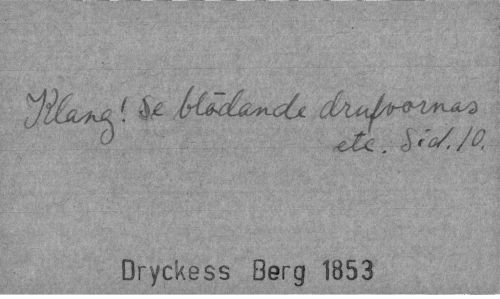 Klang! Se blödande drufvornas
etc. Sid. 10.
Dryckess Berg 1853